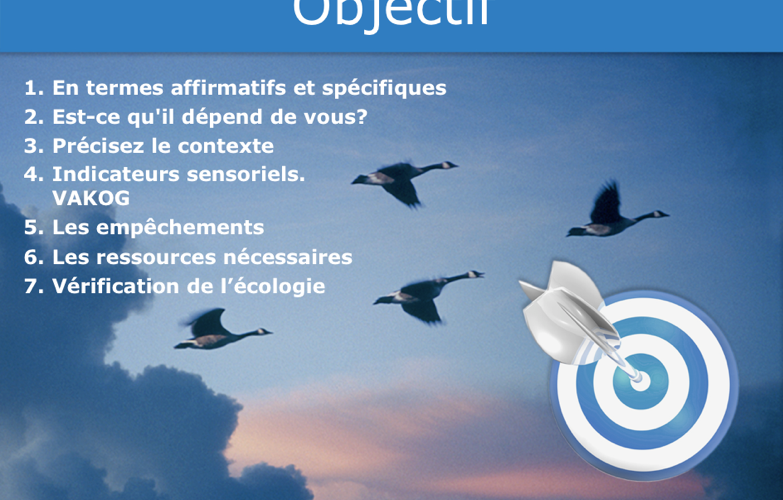 Objectif
1. En termes affirmatifs et spécifiques
2. Est-ce qu'il dépend de vous?
3. Précisez le contexte
4. Indicateurs sensoriels.
VAKOG
5. Les empêchements
6. Les ressources nécessaires
7. Vérification de l’écologie